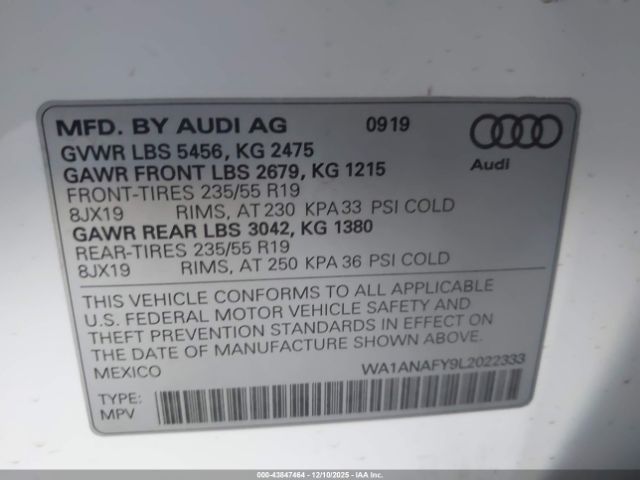 MFD. BY AUDI AG 0919
Audi
GVWR LBS 5456, KG 2475
GAWR FRONT LBS 2679, KG 1215
FRONT-TIRES 235/55 R19
8JX19 RIMS, AT 230 KPA 33 PSI COLD
GAWR REAR LBS 3042, KG 1380
REAR-TIRES 235/55 R19
8JX19 RIMS, AT 250 KPA 36 PSI COLD
THIS VEHICLE CONFORMS TO ALL APPLICABLE
U.S. FEDERAL MOTOR VEHICLE SAFETY AND
THEFT PREVENTION STANDARDS IN EFFECT ON
THE DATE OF MANUFACTURE SHOWN ABOVE.
MEXICO WA1ANAFY9L2022333
TYPE:
MPV
000-43847464 - 12/10/2025 - IAA Inc.